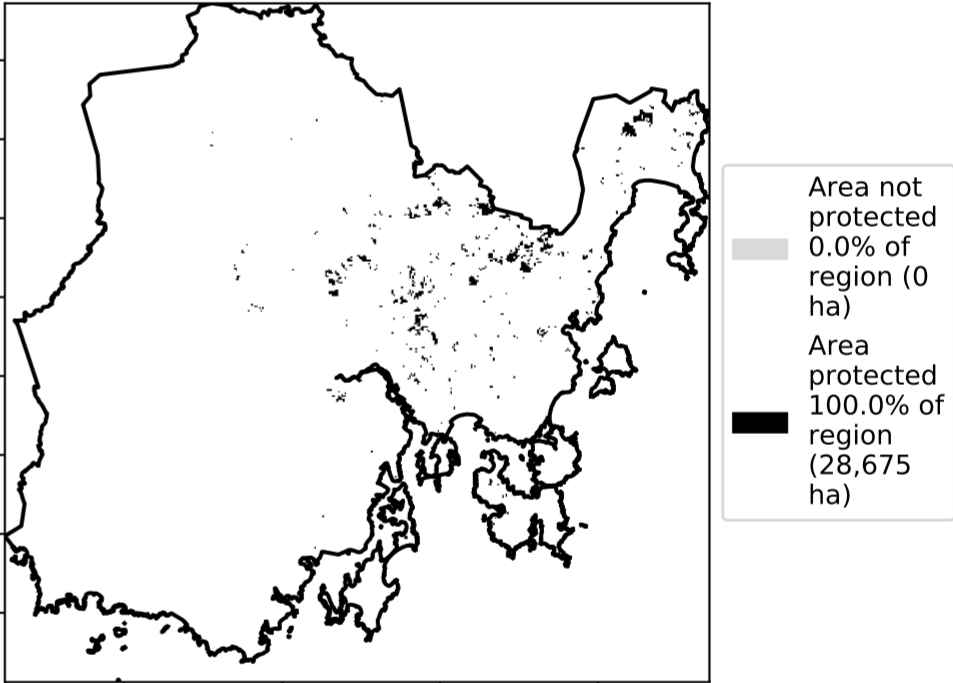 Area not
protected
0.0% of
region (0
ha)
Area
protected
100.0% of
region
(28,675
ha)